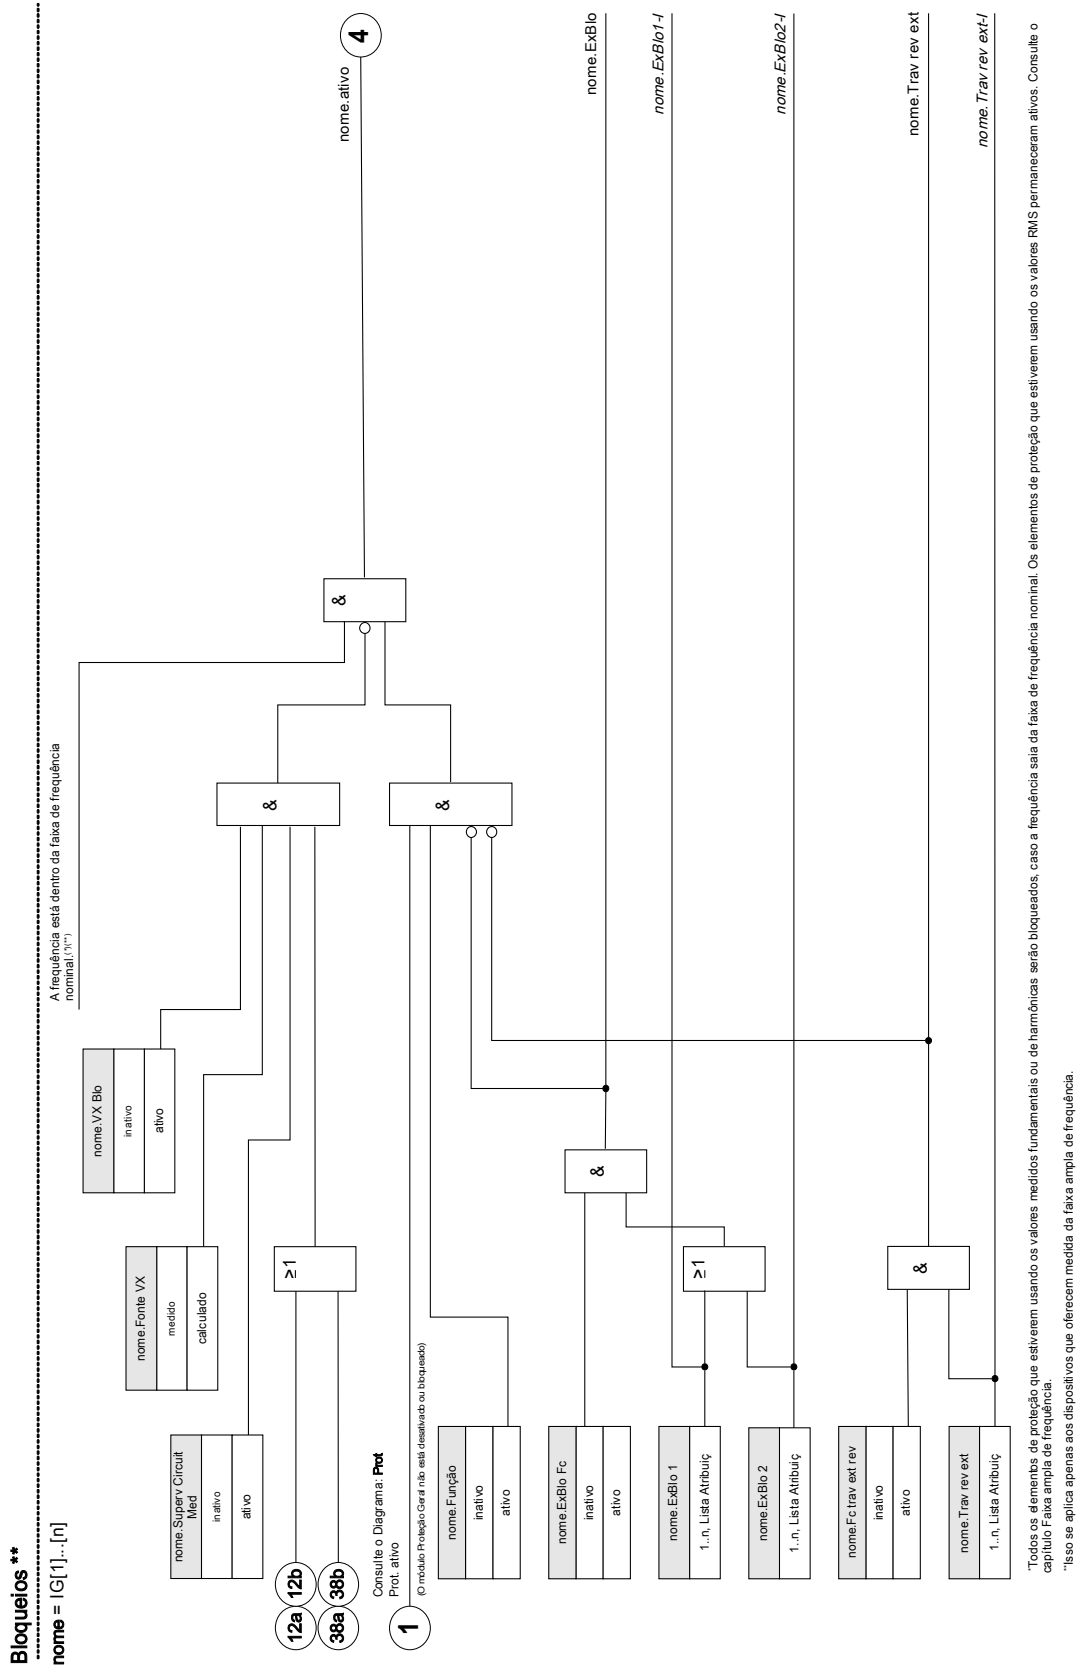 Bloqueios **
nome = IG[1]...[n]
A frequência está dentro da faixa de frequência
nominal.(*)(**)
nome.VX Blo
inativo
ativo
nome.Fonte VX
medido
calculado
nome.Superv Circuit
Med
inativo
ativo
12a
12b
38a
38b
≥1
&
&
nome.ativo
4
Consulte o Diagrama: Prot
Prot. ativo
(O módulo Proteção Geral não está desativado ou bloqueado)
1
&
nome.Função
inativo
ativo
nome.ExBlo Fc
inativo
ativo
&
nome.ExBlo
nome.ExBlo 1
1..n, Lista Atribuiç
≥1
nome.ExBlo1-I
nome.ExBlo 2
1..n, Lista Atribuiç
nome.ExBlo2-I
nome.Fc trav ext rev
inativo
ativo
&
nome.Trav rev ext
nome.Trav rev ext
1..n, Lista Atribuiç
nome.Trav rev ext-I
*Todos os elementos de proteção que estiverem usando os valores medidos fundamentais ou de harmônicas serão bloqueados, caso a frequência saia da faixa de frequência nominal. Os elementos de proteção que estiverem usando os valores RMS permaneceram ativos. Consulte o
capítulo Faixa ampla de frequência.
**Isso se aplica apenas aos dispositivos que oferecem medida da faixa ampla de frequência.